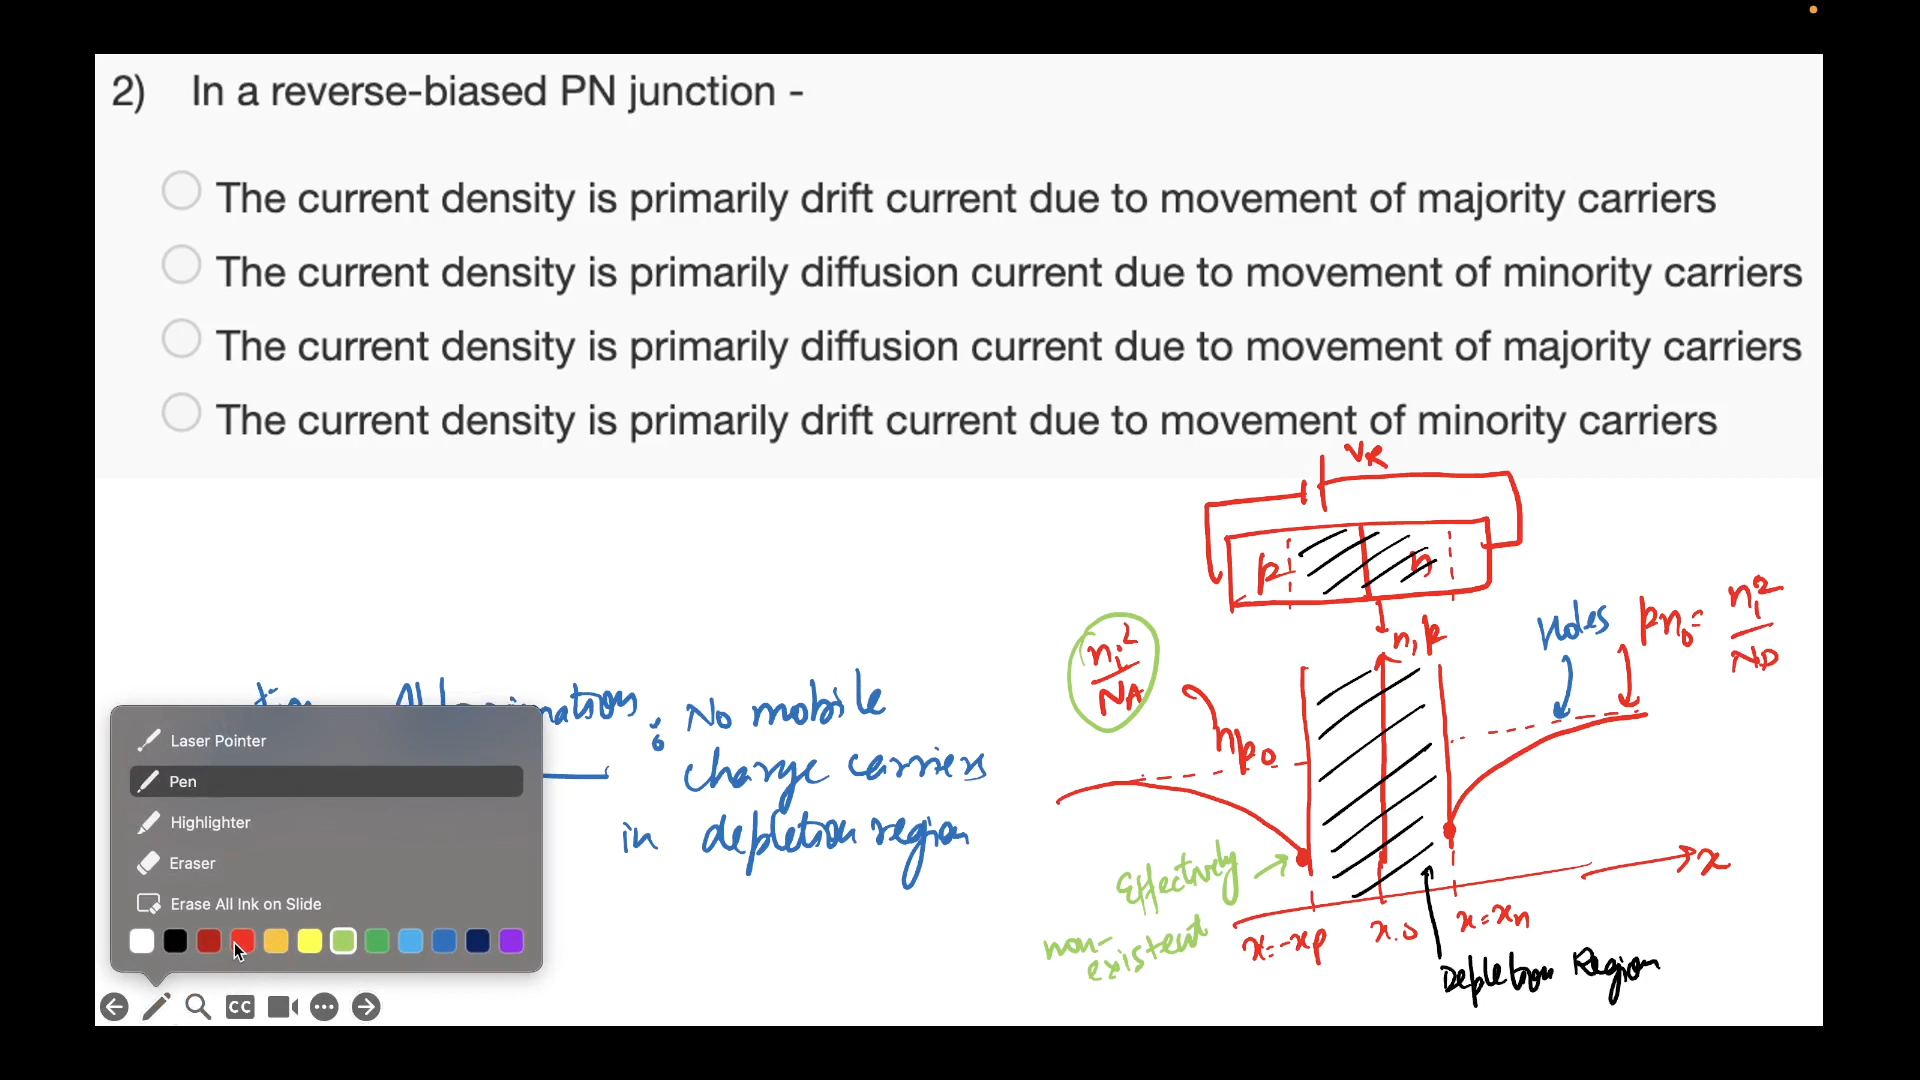 2) In a reverse-biased PN junction -
The current density is primarily drift current due to movement of majority carriers
The current density is primarily diffusion current due to movement of minority carriers
The current density is primarily diffusion current due to movement of majority carriers
The current density is primarily drift current due to movement of minority carriers
VR
p n
n, p
ni²/NA
npo
Holes
pno = ni²/ND
: No mobile
charge carriers
in depletion region
Effectively
non-
existent
x=-xp
x=0
x=xn
x
Depletion Region
Laser Pointer
Pen
Highlighter
Eraser
Erase All Ink on Slide
CC